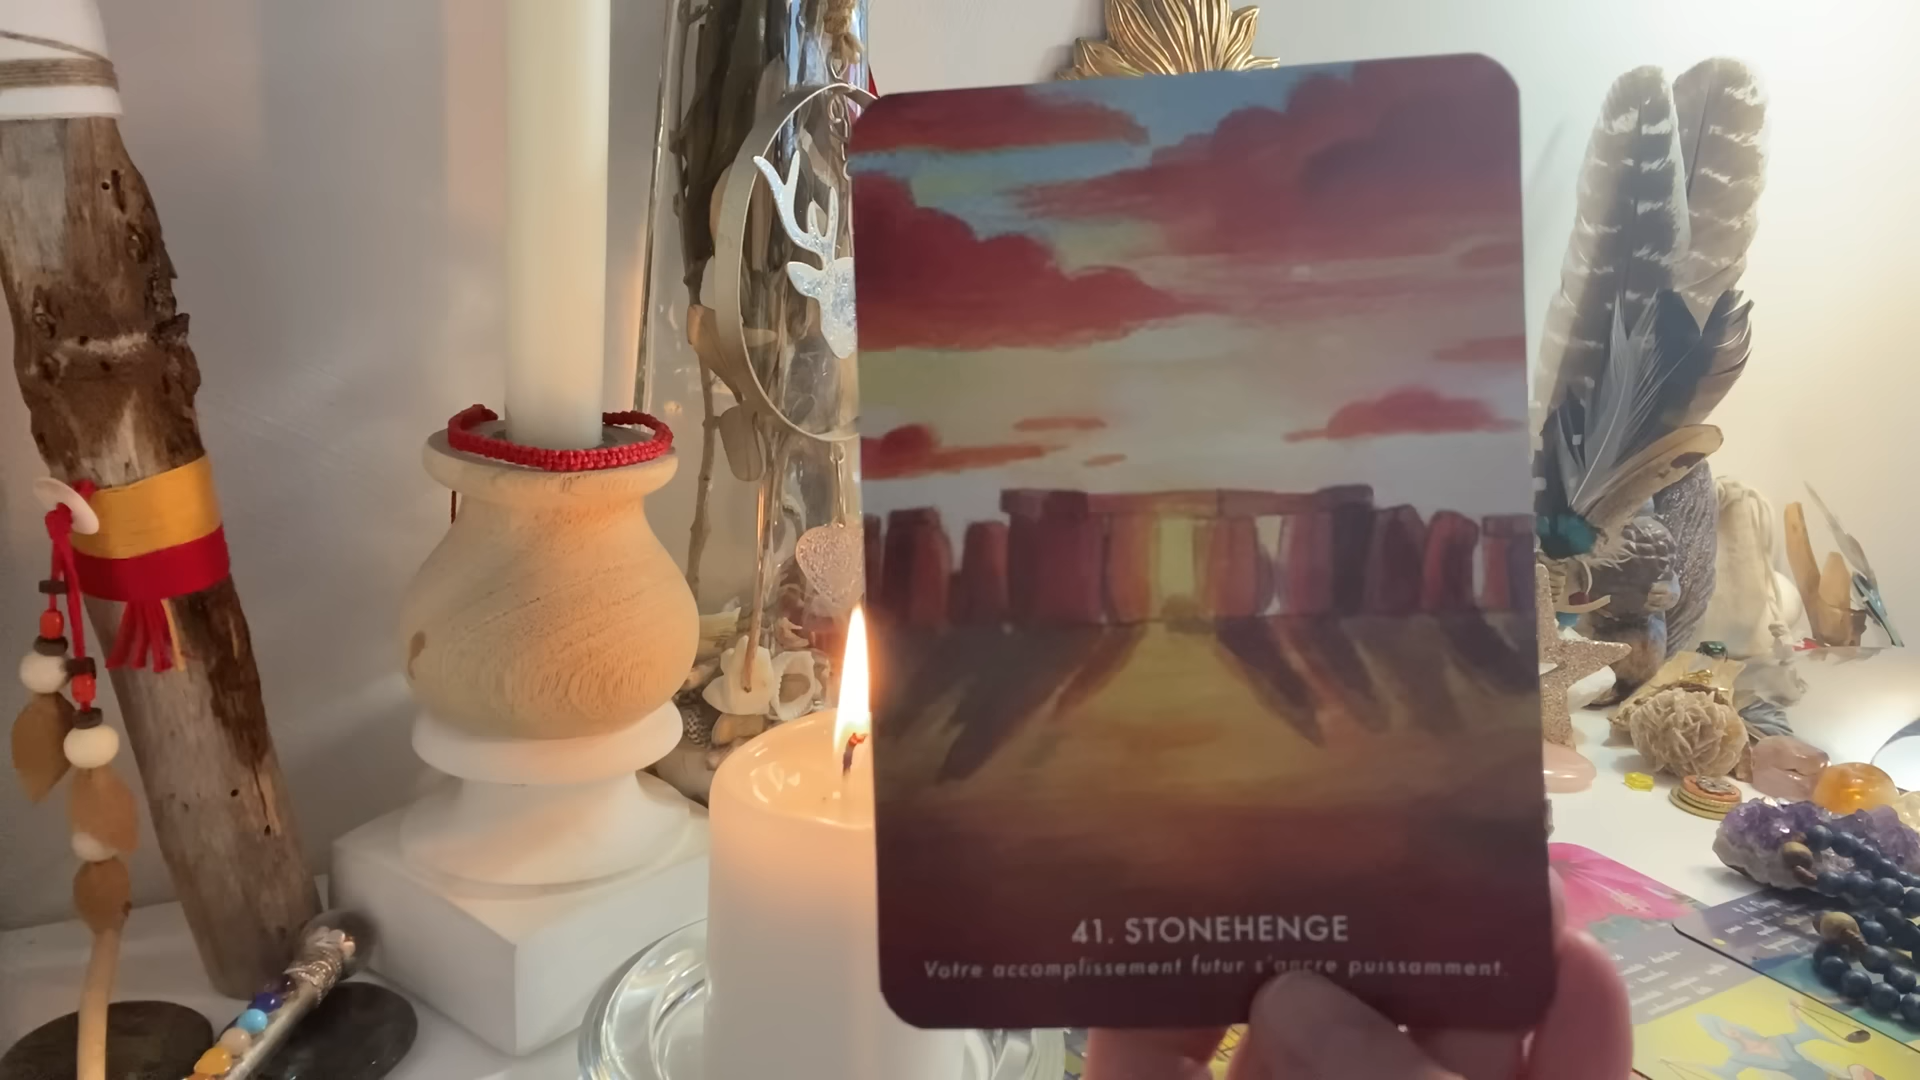 41. STONEHENGE
Votre accomplissement futur s'ancre puissamment.